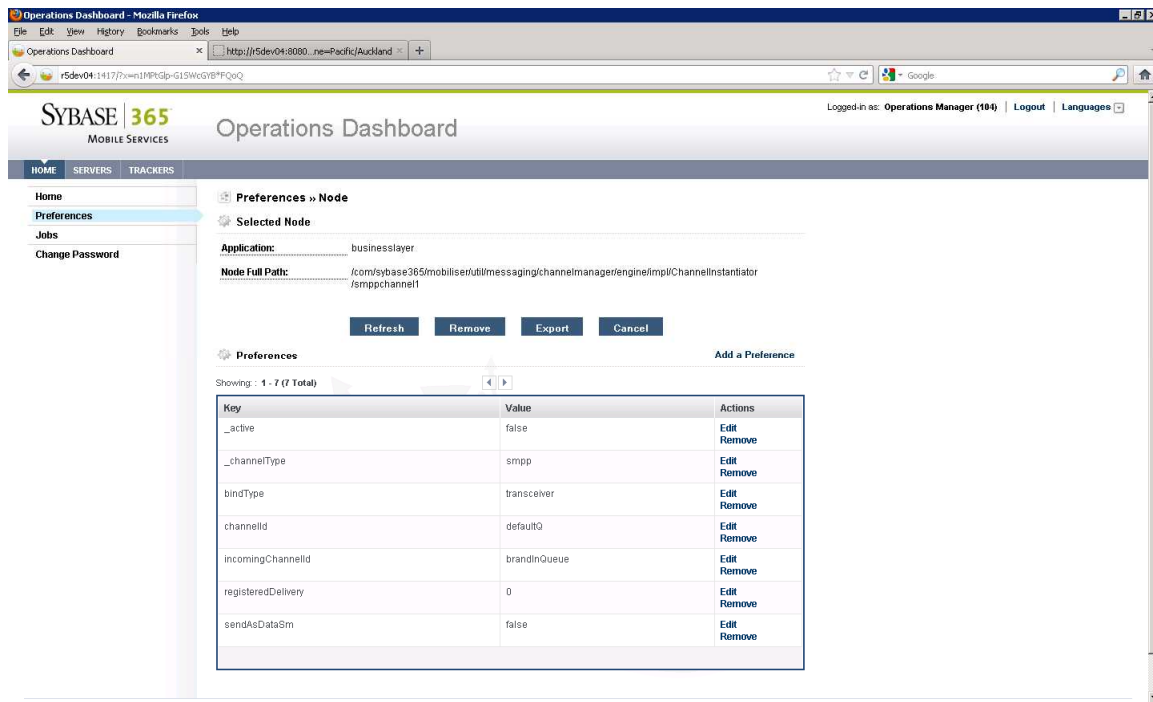 Operations Dashboard - Mozilla Firefox
File Edit View History Bookmarks Tools Help
Operations Dashboard × http://r5dev04:8080...ne=Pacific/Auckland × +
Google
Logged-in as: Operations Manager (104) | Logout | Languages
SYBASE 365
MOBILE SERVICES
Operations Dashboard
HOME SERVERS TRACKERS
Home
Preferences
Jobs
Change Password
Preferences » Node
Selected Node
Application: businesslayer
Node Full Path: /com/sybase365/mobiliser/util/messaging/channelmanager/engine/impl/ChannelInstantiator
/smppchannel1
Refresh Remove Export Cancel
Preferences Add a Preference
Showing: : 1 - 7 (7 Total)
Key Value Actions
_active false Edit
Remove
_channelType smpp Edit
Remove
bindType transceiver Edit
Remove
channelId defaultQ Edit
Remove
incomingChannelId brandInQueue Edit
Remove
registeredDelivery 0 Edit
Remove
sendAsDataSm false Edit
Remove